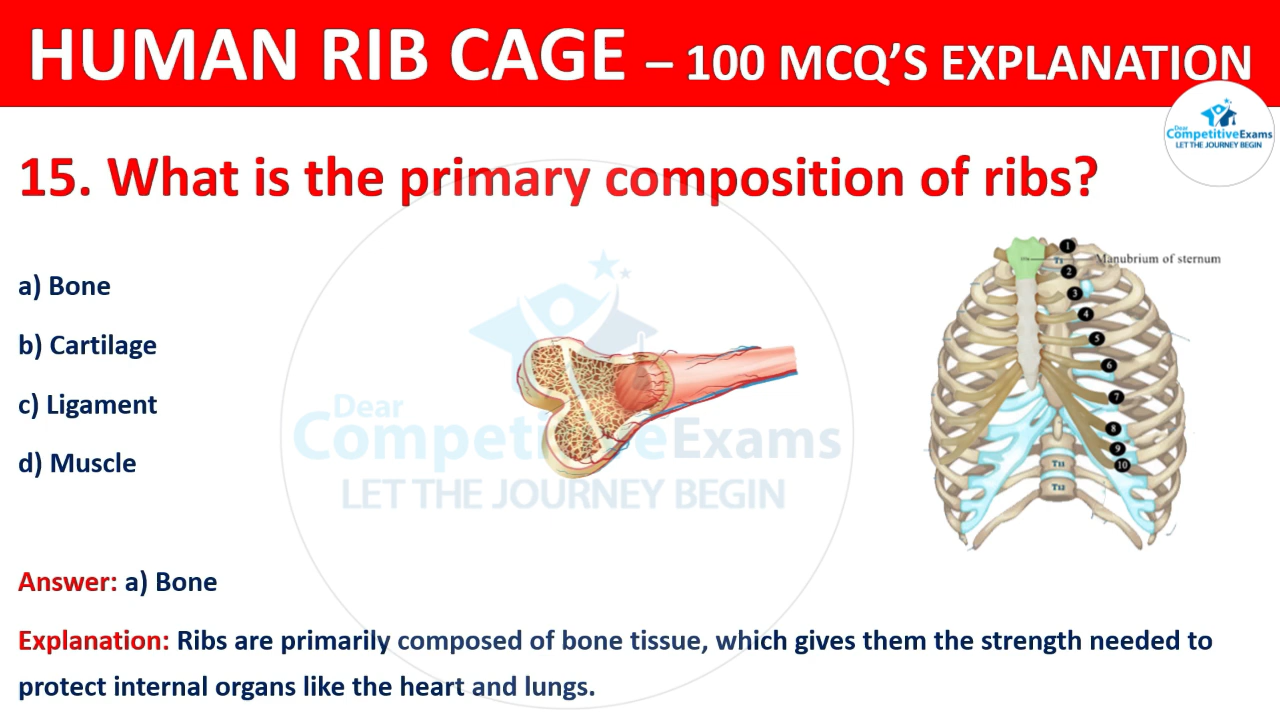 HUMAN RIB CAGE – 100 MCQ'S EXPLANATION
Dear
CompetitiveExams
LET THE JOURNEY BEGIN
15. What is the primary composition of ribs?
a) Bone
b) Cartilage
c) Ligament
d) Muscle
Dear
CompetitiveExams
LET THE JOURNEY BEGIN
1
Manubrium of sternum
T1
2
3
4
5
6
7
8
9
10
T11
T12
Answer: a) Bone
Explanation: Ribs are primarily composed of bone tissue, which gives them the strength needed to
protect internal organs like the heart and lungs.